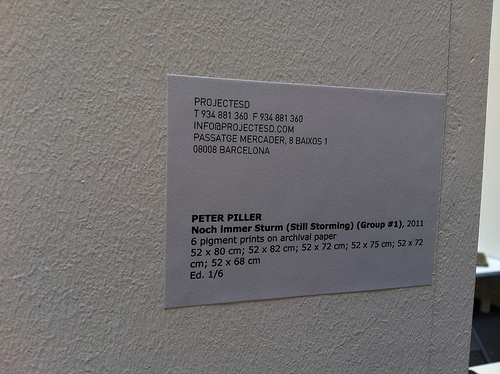 PROJECTESD
T 934 881 360 F 934 881 360
INFO@PROJECTESD.COM
PASSATGE MERCADER, 8 BAIXOS 1
08008 BARCELONA
PETER PILLER
Noch immer Sturm (Still Storming) (Group #1), 2011
6 pigment prints on archival paper
52 x 80 cm; 52 x 82 cm; 52 x 72 cm; 52 x 75 cm; 52 x 72
cm; 52 x 68 cm
Ed. 1/6